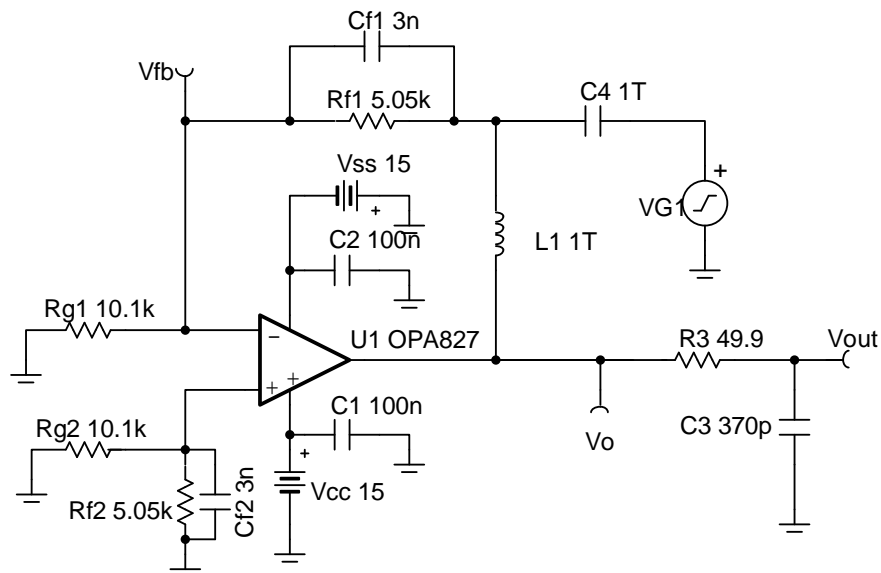 Cf1 3n
Vfb
Rf1 5.05k
C4 1T
Vss 15
+
VG1
+
C2 100n
L1 1T
Rg1 10.1k
U1 OPA827
R3 49.9
Vout
−
+
+
Rg2 10.1k
C1 100n
C3 370p
Vo
+
Vcc 15
Rf2 5.05k
Cf2 3n